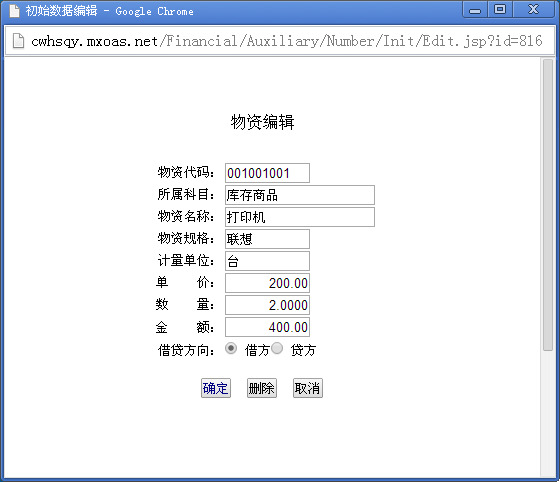 初始数据编辑 - Google Chrome
cwhsqy.mxoas.net/Financial/Auxiliary/Number/Init/Edit.jsp?id=816
物资编辑
物资代码： 001001001
所属科目： 库存商品
物资名称： 打印机
物资规格： 联想
计量单位： 台
单 价： 200.00
数 量： 2.0000
金 额： 400.00
借贷方向： 借方 贷方
确定 删除 取消